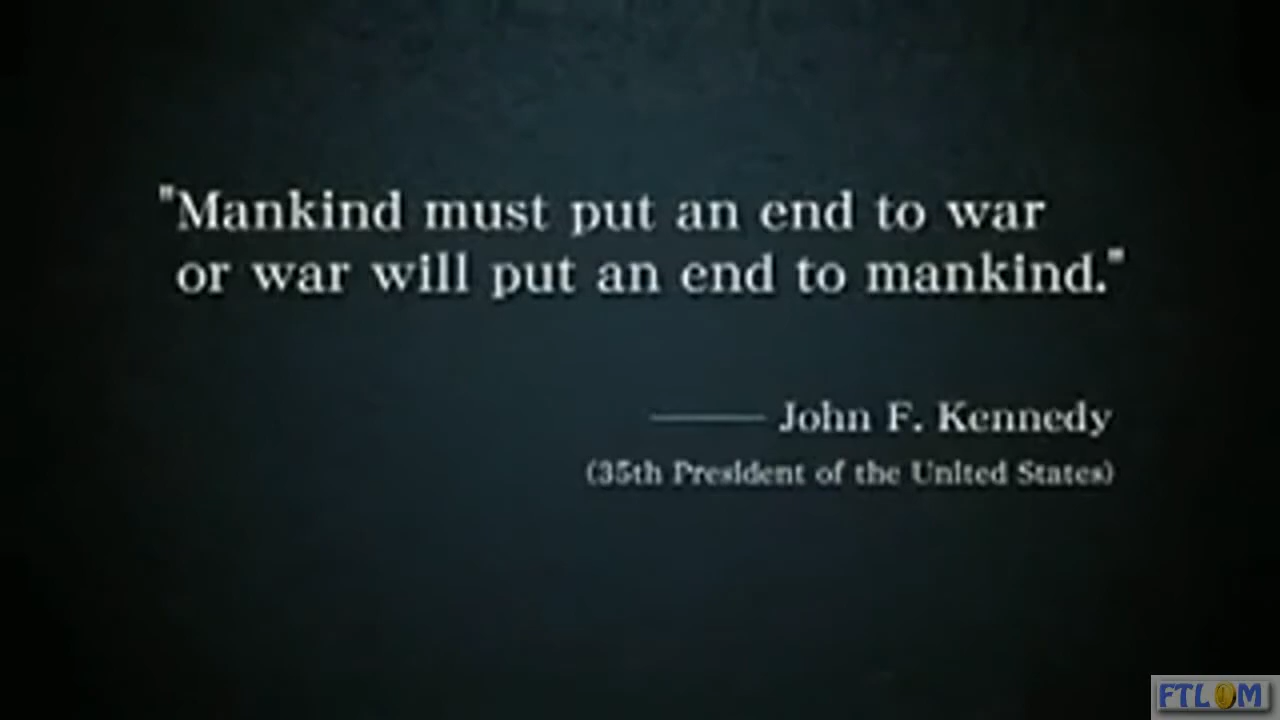 "Mankind must put an end to war
or war will put an end to mankind."
—— John F. Kennedy
(35th President of the United States)
FTLOM